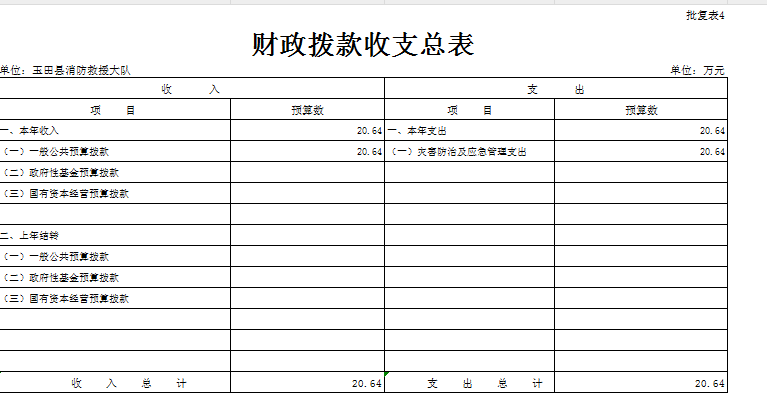 批复表4
财政拨款收支总表
单位：玉田县消防救援大队 单位：万元
收 入 支 出
项 目 预算数 项 目 预算数
一、本年收入 20.64 一、本年支出 20.64
（一）一般公共预算拨款 20.64 （一）灾害防治及应急管理支出 20.64
（二）政府性基金预算拨款
（三）国有资本经营预算拨款
二、上年结转
（一）一般公共预算拨款
（二）政府性基金预算拨款
（三）国有资本经营预算拨款
收 入 总 计 20.64 支 出 总 计 20.64